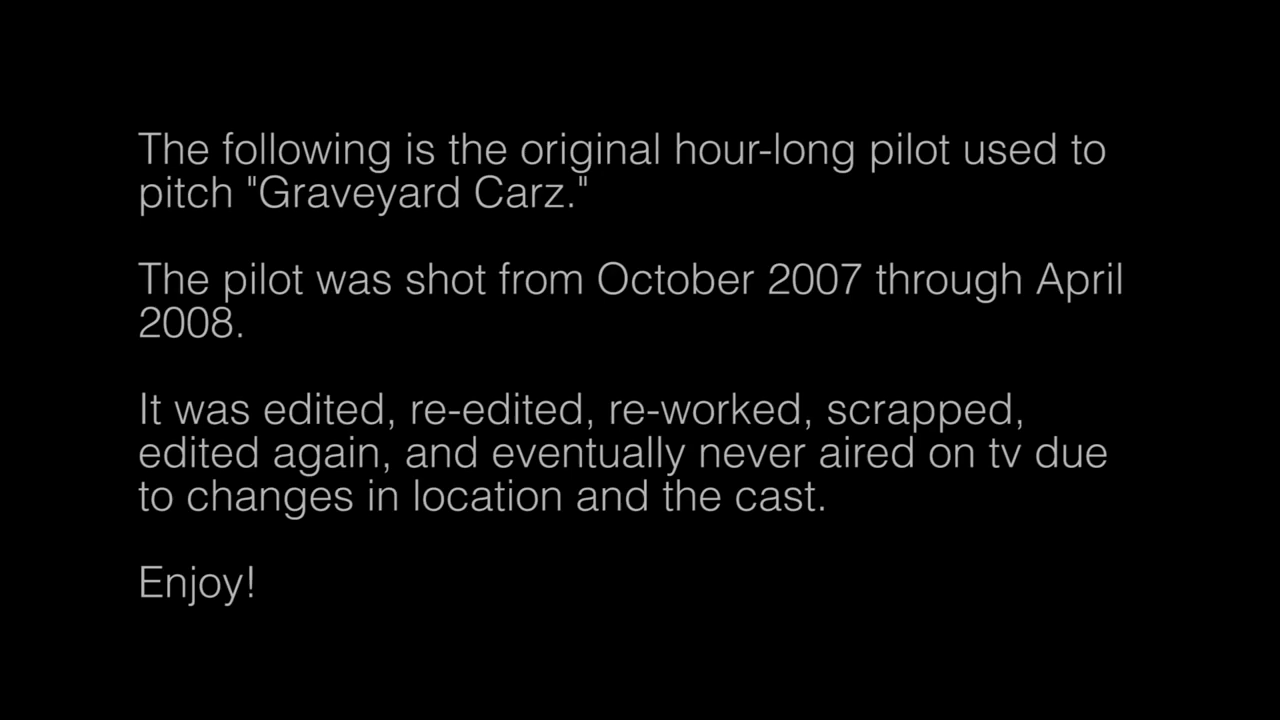 The following is the original hour-long pilot used to
pitch "Graveyard Carz."
The pilot was shot from October 2007 through April
2008.
It was edited, re-edited, re-worked, scrapped,
edited again, and eventually never aired on tv due
to changes in location and the cast.
Enjoy!